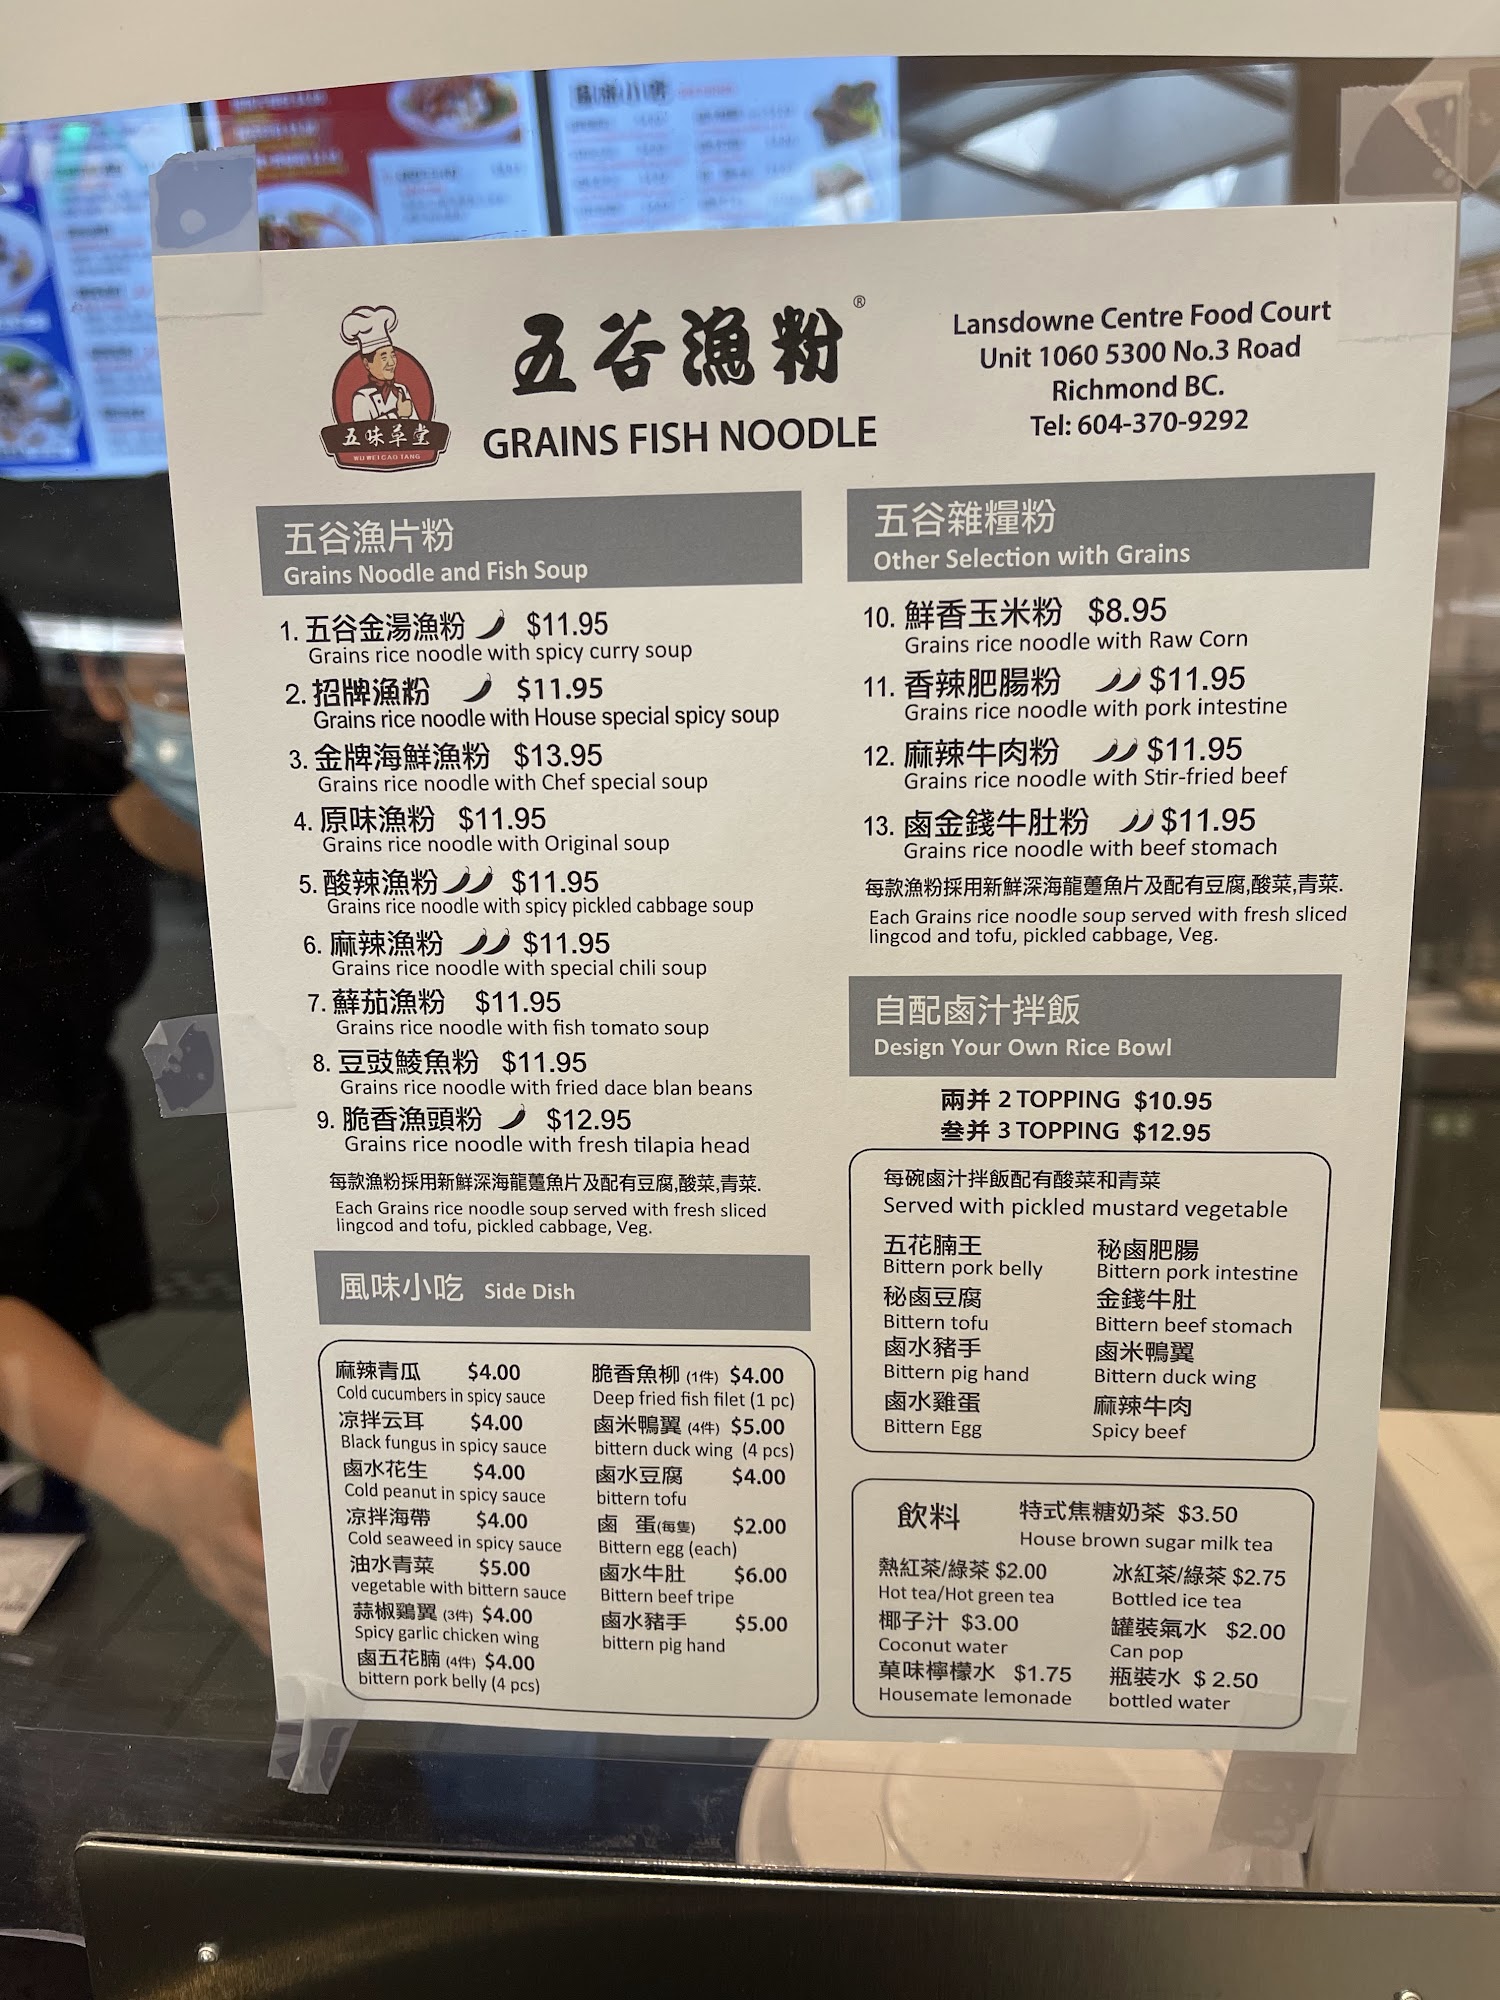 五谷漁粉®
GRAINS FISH NOODLE
五味草堂
WU WEI CAO TANG
Lansdowne Centre Food Court
Unit 1060 5300 No.3 Road
Richmond BC.
Tel: 604-370-9292
五谷漁片粉
Grains Noodle and Fish Soup
1. 五谷金湯漁粉 $11.95
Grains rice noodle with spicy curry soup
2. 招牌漁粉 $11.95
Grains rice noodle with House special spicy soup
3. 金牌海鮮漁粉 $13.95
Grains rice noodle with Chef special soup
4. 原味漁粉 $11.95
Grains rice noodle with Original soup
5. 酸辣漁粉 $11.95
Grains rice noodle with spicy pickled cabbage soup
6. 麻辣漁粉 $11.95
Grains rice noodle with special chili soup
7. 蘚茄漁粉 $11.95
Grains rice noodle with fish tomato soup
8. 豆豉鯪魚粉 $11.95
Grains rice noodle with fried dace blan beans
9. 脆香漁頭粉 $12.95
Grains rice noodle with fresh tilapia head
每款漁粉採用新鮮深海龍躉魚片及配有豆腐,酸菜,青菜.
Each Grains rice noodle soup served with fresh sliced
lingcod and tofu, pickled cabbage, Veg.
風味小吃 Side Dish
麻辣青瓜 $4.00
Cold cucumbers in spicy sauce
凉拌云耳 $4.00
Black fungus in spicy sauce
鹵水花生 $4.00
Cold peanut in spicy sauce
凉拌海帶 $4.00
Cold seaweed in spicy sauce
油水青菜 $5.00
vegetable with bittern sauce
蒜椒鷄翼 (3件) $4.00
Spicy garlic chicken wing
鹵五花腩 (4件) $4.00
bittern pork belly (4 pcs)
脆香魚柳 (1件) $4.00
Deep fried fish filet (1 pc)
鹵米鴨翼 (4件) $5.00
bittern duck wing (4 pcs)
鹵水豆腐 $4.00
bittern tofu
鹵 蛋(每隻) $2.00
Bittern egg (each)
鹵水牛肚 $6.00
Bittern beef tripe
鹵水豬手 $5.00
bittern pig hand
五谷雜糧粉
Other Selection with Grains
10. 鮮香玉米粉 $8.95
Grains rice noodle with Raw Corn
11. 香辣肥腸粉 $11.95
Grains rice noodle with pork intestine
12. 麻辣牛肉粉 $11.95
Grains rice noodle with Stir-fried beef
13. 鹵金錢牛肚粉 $11.95
Grains rice noodle with beef stomach
每款漁粉採用新鮮深海龍躉魚片及配有豆腐,酸菜,青菜.
Each Grains rice noodle soup served with fresh sliced
lingcod and tofu, pickled cabbage, Veg.
自配鹵汁拌飯
Design Your Own Rice Bowl
兩并 2 TOPPING $10.95
叁并 3 TOPPING $12.95
每碗鹵汁拌飯配有酸菜和青菜
Served with pickled mustard vegetable
五花腩王
Bittern pork belly
秘鹵豆腐
Bittern tofu
鹵水豬手
Bittern pig hand
鹵水雞蛋
Bittern Egg
秘鹵肥腸
Bittern pork intestine
金錢牛肚
Bittern beef stomach
鹵米鴨翼
Bittern duck wing
麻辣牛肉
Spicy beef
飲料
特式焦糖奶茶 $3.50
House brown sugar milk tea
熱紅茶/綠茶 $2.00
Hot tea/Hot green tea
椰子汁 $3.00
Coconut water
菓味檸檬水 $1.75
Housemate lemonade
冰紅茶/綠茶 $2.75
Bottled ice tea
罐裝氣水 $2.00
Can pop
瓶裝水 $ 2.50
bottled water